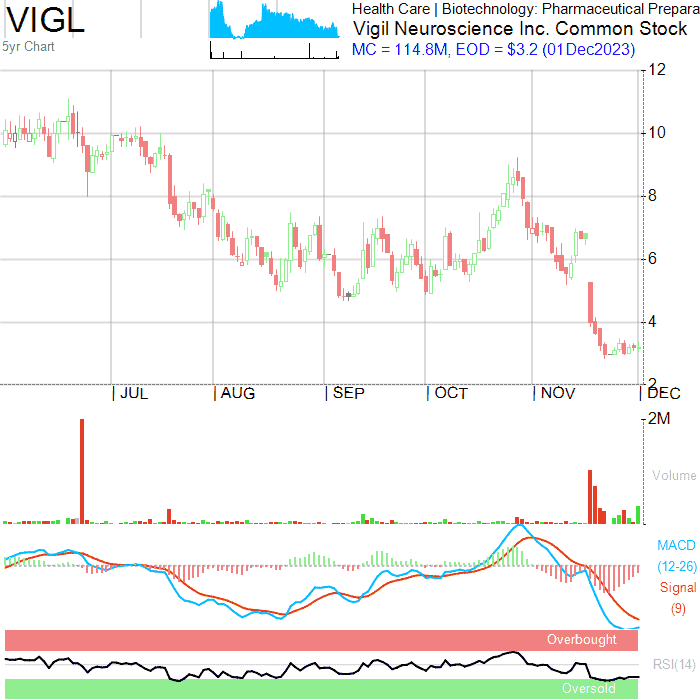 VIGL
5yr Chart
Health Care | Biotechnology: Pharmaceutical Prepara
Vigil Neuroscience Inc. Common Stock
MC = 114.8M, EOD = $3.2 (01Dec2023)
12
10
8
6
4
2
JUL AUG SEP OCT NOV DEC
2M
Volume
MACD
(12-26)
Signal
(9)
Overbought
RSI(14)
Oversold